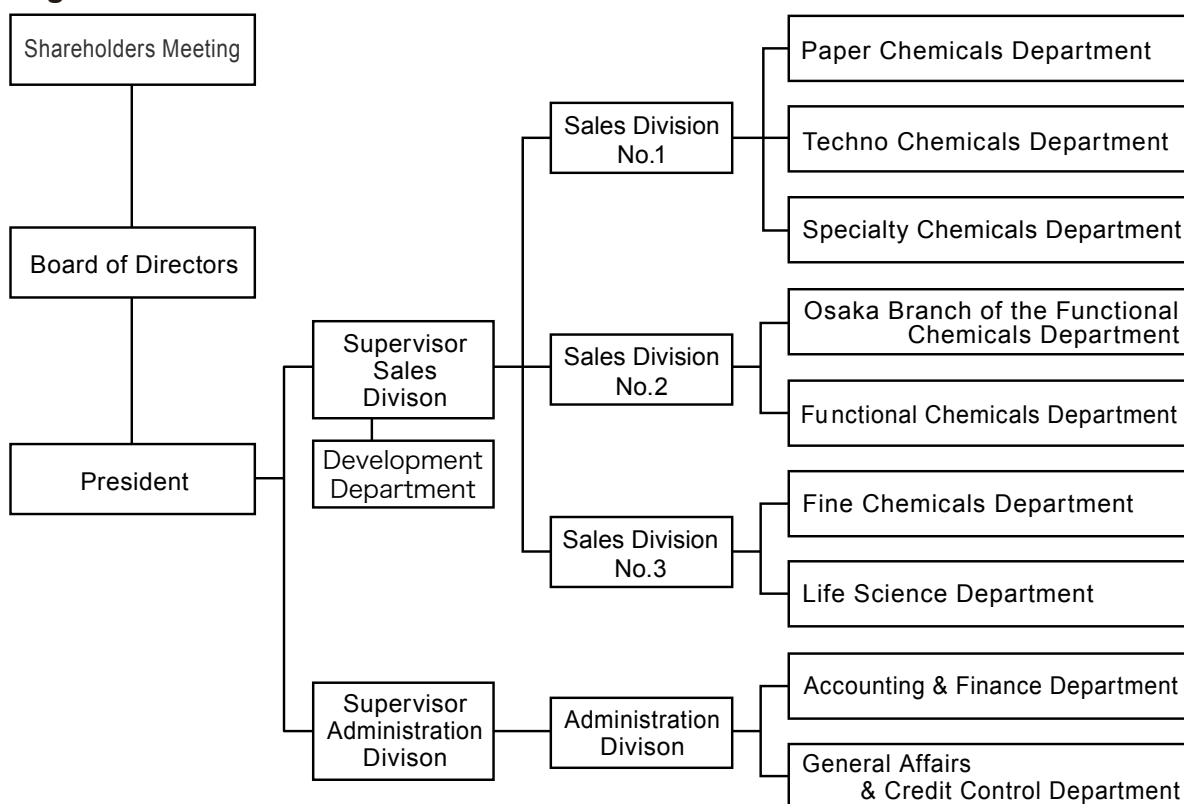 Shareholders Meeting
Board of Directors
President
Supervisor
Sales
Divison
Development
Department
Supervisor
Administration
Divison
Sales Division
No.1
Sales Division
No.2
Sales Division
No.3
Administration
Divison
Paper Chemicals Department
Techno Chemicals Department
Specialty Chemicals Department
Osaka Branch of the Functional
Chemicals Department
Functional Chemicals Department
Fine Chemicals Department
Life Science Department
Accounting & Finance Department
General Affairs
& Credit Control Department